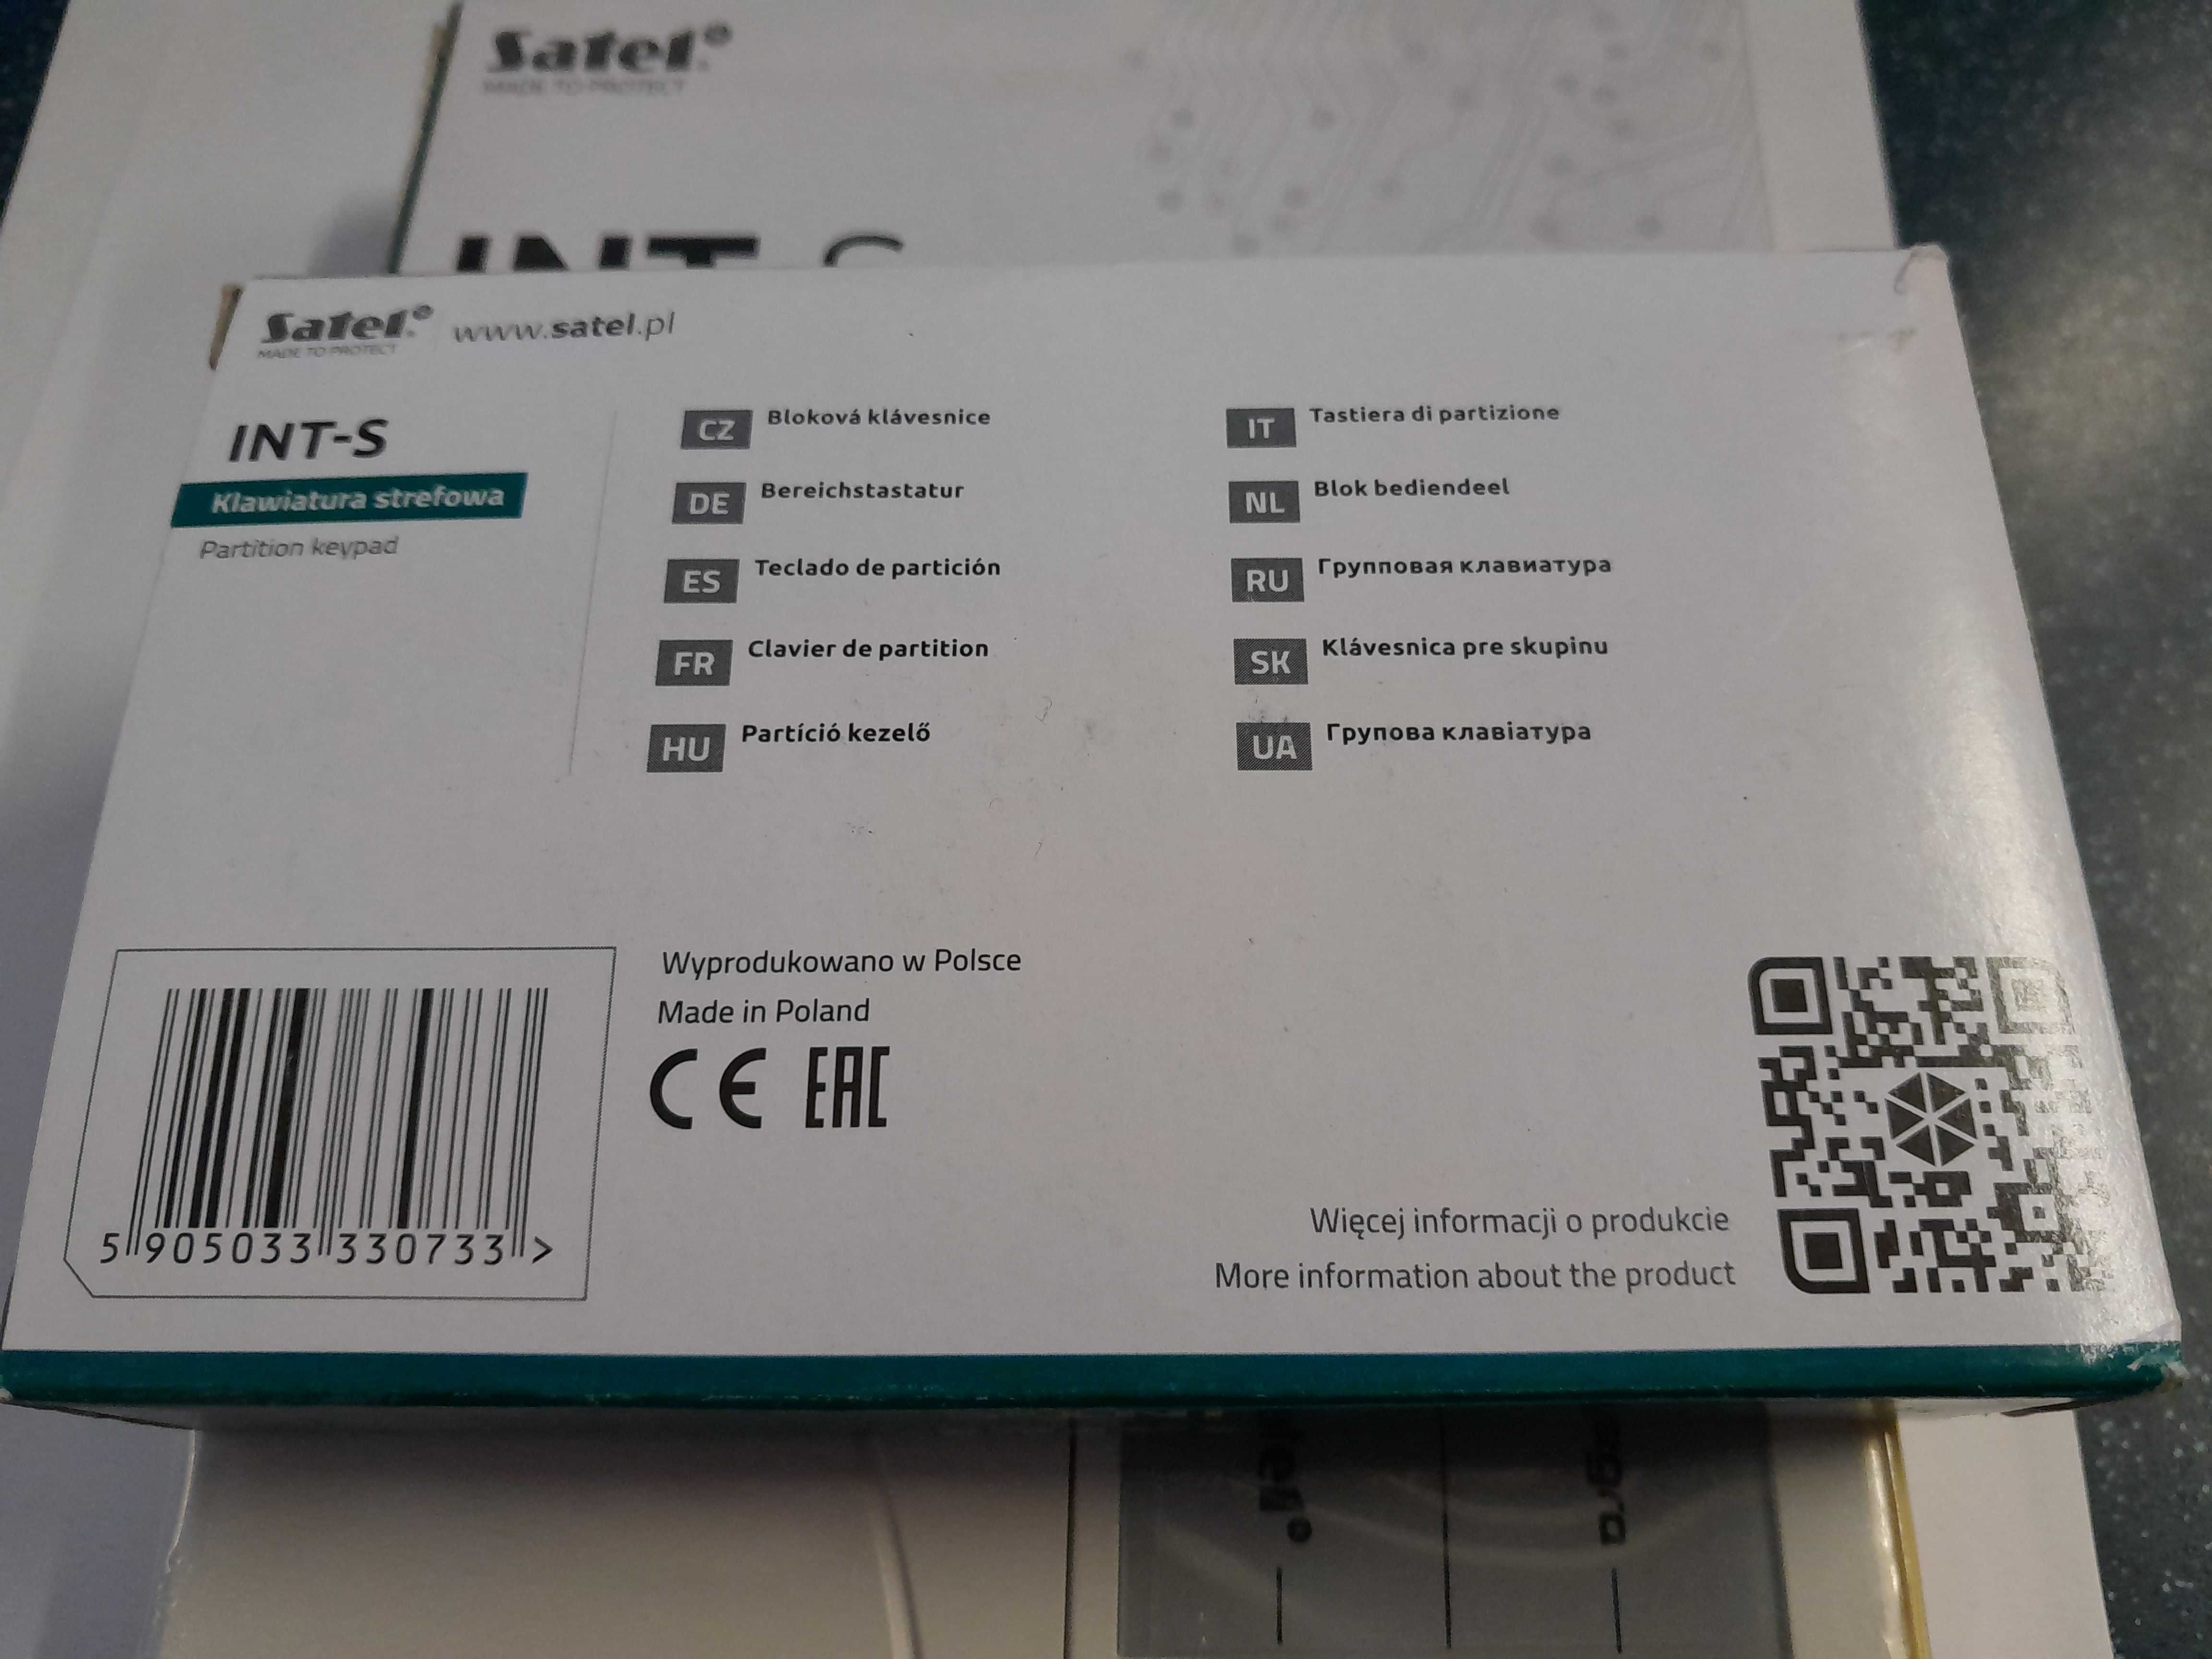 Satel®
MADE TO PROTECT
INT-S
Satel® www.satel.pl
MADE TO PROTECT
INT-S
Klawiatura strefowa
Partition keypad
CZ Bloková klávesnice
DE Bereichstastatur
ES Teclado de partición
FR Clavier de partition
HU Partíció kezelő
IT Tastiera di partizione
NL Blok bediendeel
RU Групповая клавиатура
SK Klávesnica pre skupinu
UA Групова клавіатура
5 905033 330733 >
Wyprodukowano w Polsce
Made in Poland
CE EAC
Więcej informacji o produkcie
More information about the product